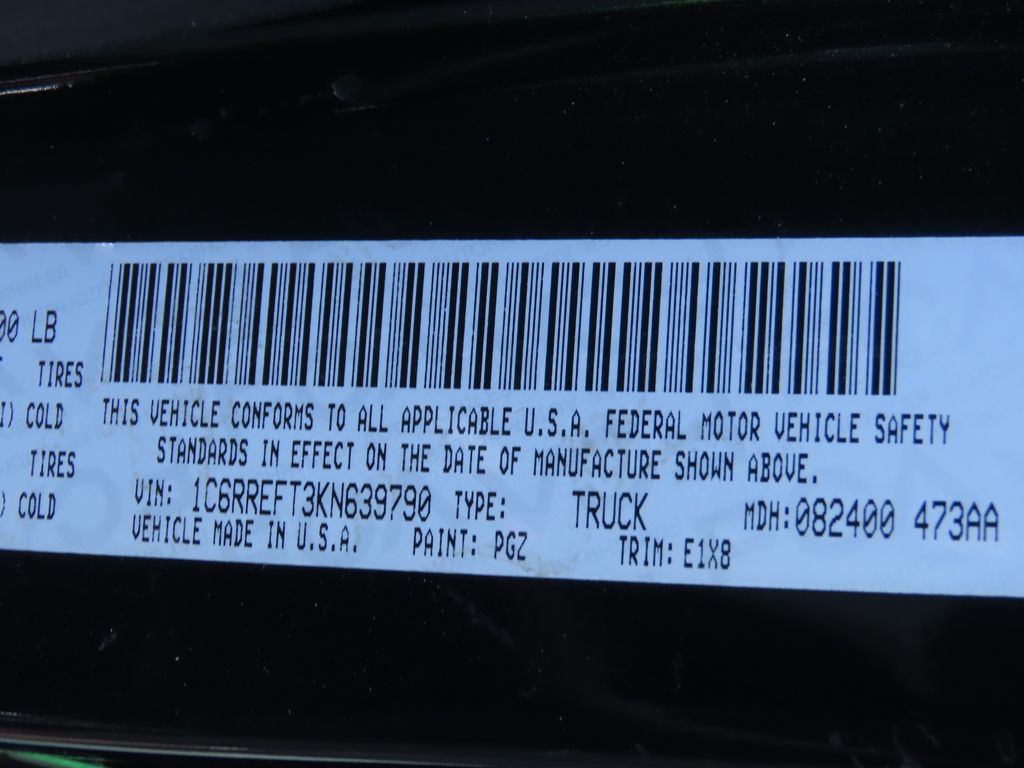 00 LB
TIRES
I) COLD
TIRES
) COLD
THIS VEHICLE CONFORMS TO ALL APPLICABLE U.S.A. FEDERAL MOTOR VEHICLE SAFETY
STANDARDS IN EFFECT ON THE DATE OF MANUFACTURE SHOWN ABOVE.
VIN: 1C6RREFT3KN639790 TYPE: TRUCK MDH:082400 473AA
VEHICLE MADE IN U.S.A. PAINT: PGZ TRIM: E1X8